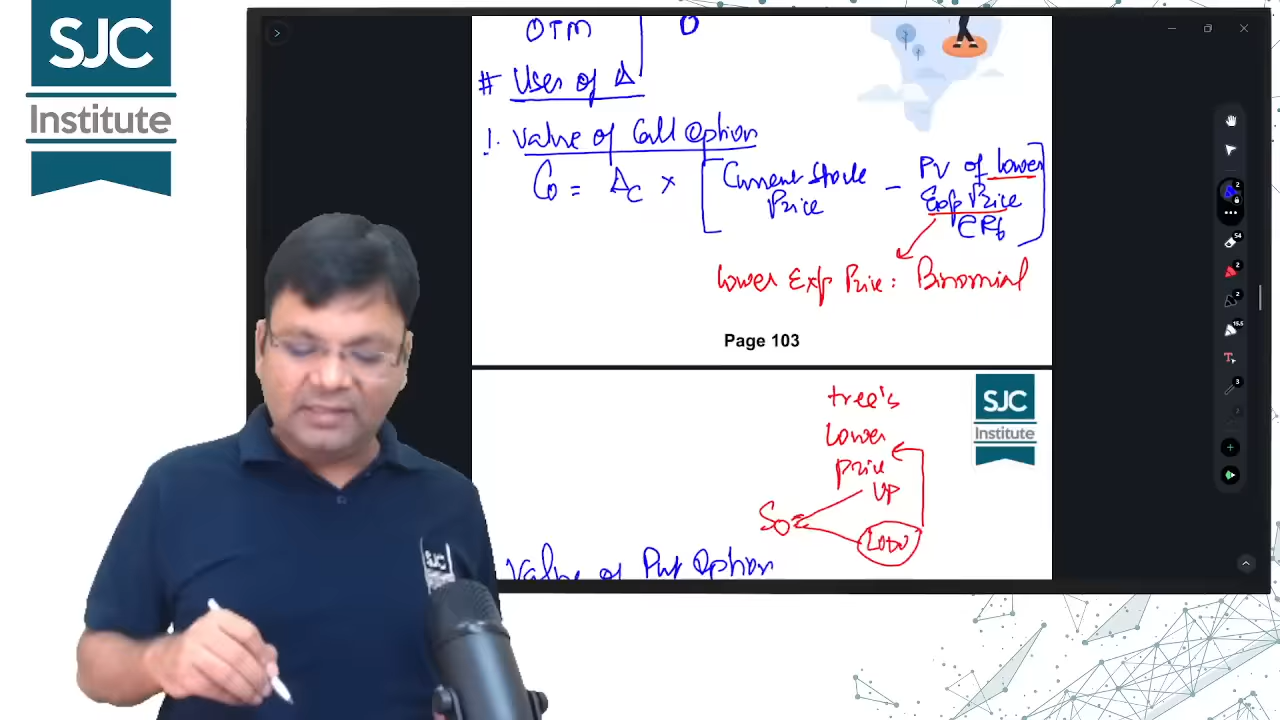 SJC
Institute
OTM 0
# Uses of Δ
1. Value of Call Option
C0 = Δc × [ Current Stock Price − PV of lower Exp Price @ Rf ]
lower Exp Price : Binomial
Page 103
tree's
lower
price
UP
S0
LOW
SJC
Institute
Value of Put Option
SJC